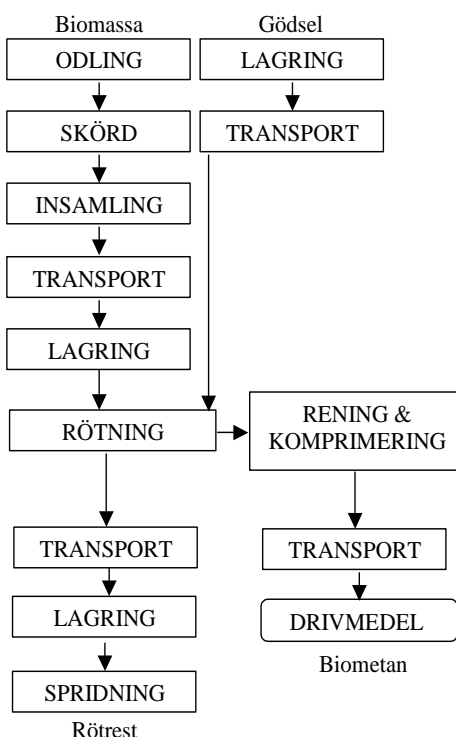 Biomassa
ODLING
SKÖRD
INSAMLING
TRANSPORT
LAGRING
Gödsel
LAGRING
TRANSPORT
RÖTNING
RENING &
KOMPRIMERING
TRANSPORT
LAGRING
SPRIDNING
Rötrest
TRANSPORT
DRIVMEDEL
Biometan